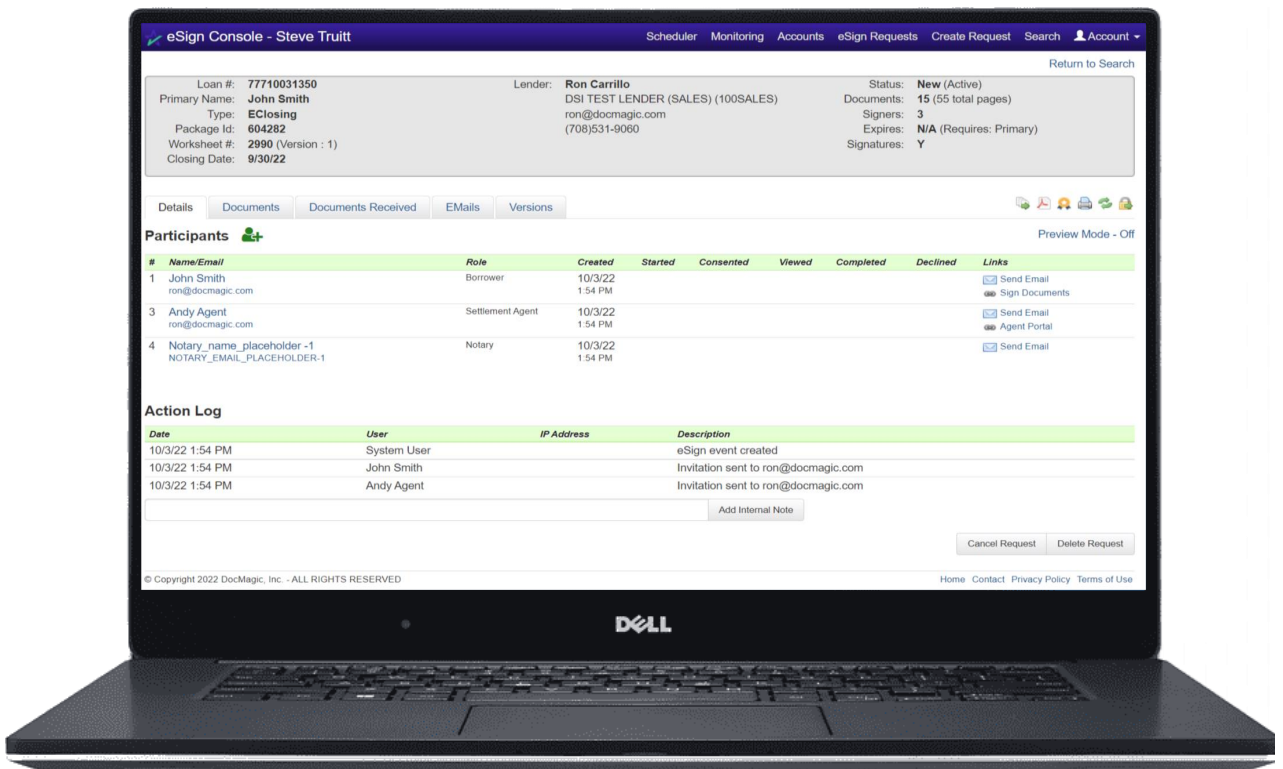 eSign Console - Steve Truitt Scheduler Monitoring Accounts eSign Requests Create Request Search Account
Return to Search
Loan #: 77710031350 Lender: Ron Carrillo Status: New (Active)
Primary Name: John Smith DSI TEST LENDER (SALES) (100SALES) Documents: 15 (55 total pages)
Type: EClosing ron@docmagic.com Signers: 3
Package Id: 604282 (708)531-9060 Expires: N/A (Requires: Primary)
Worksheet #: 2990 (Version : 1) Signatures: Y
Closing Date: 9/30/22
Details Documents Documents Received EMails Versions
Participants Preview Mode - Off
# Name/Email Role Created Started Consented Viewed Completed Declined Links
1 John Smith Borrower 10/3/22 Send Email
ron@docmagic.com 1:54 PM Sign Documents
3 Andy Agent Settlement Agent 10/3/22 Send Email
ron@docmagic.com 1:54 PM Agent Portal
4 Notary_name_placeholder -1 Notary 10/3/22 Send Email
NOTARY_EMAIL_PLACEHOLDER-1 1:54 PM
Action Log
Date User IP Address Description
10/3/22 1:54 PM System User eSign event created
10/3/22 1:54 PM John Smith Invitation sent to ron@docmagic.com
10/3/22 1:54 PM Andy Agent Invitation sent to ron@docmagic.com
Add Internal Note
Cancel Request Delete Request
© Copyright 2022 DocMagic, Inc. - ALL RIGHTS RESERVED Home Contact Privacy Policy Terms of Use
DELL